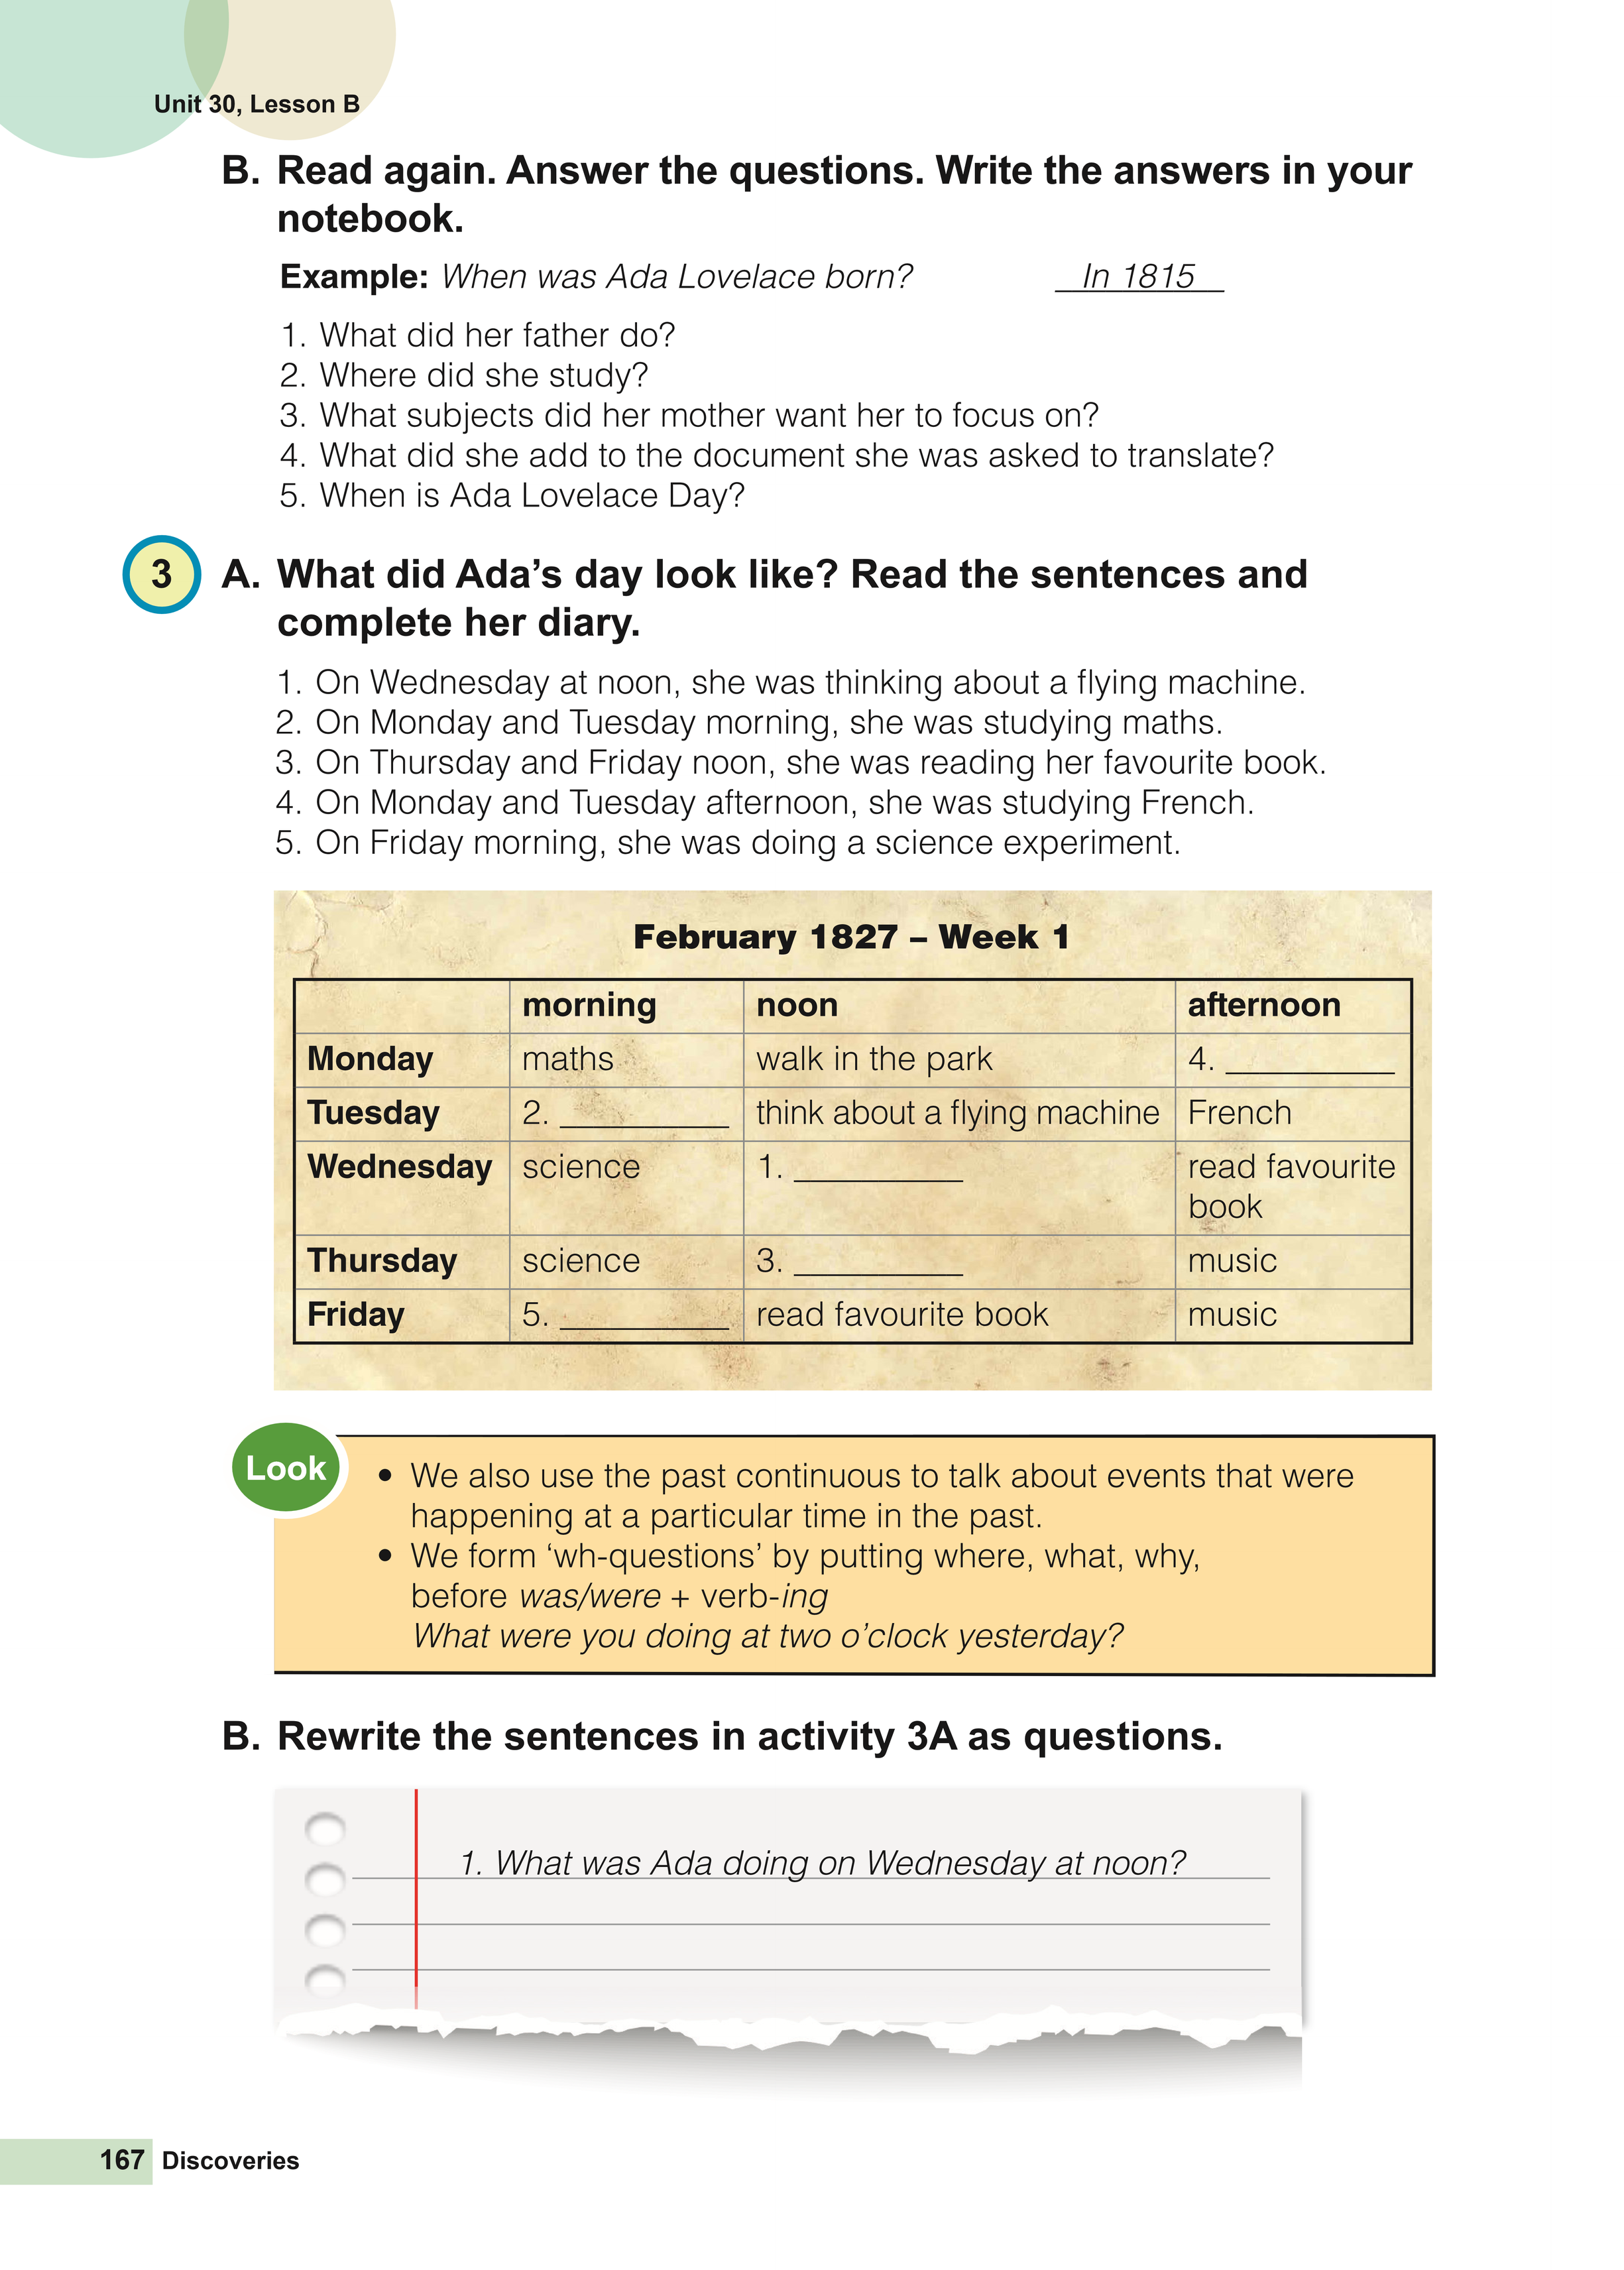 Unit 30, Lesson B
B. Read again. Answer the questions. Write the answers in your
notebook.
Example: When was Ada Lovelace born? In 1815
1. What did her father do?
2. Where did she study?
3. What subjects did her mother want her to focus on?
4. What did she add to the document she was asked to translate?
5. When is Ada Lovelace Day?
3 A. What did Ada’s day look like? Read the sentences and
complete her diary.
1. On Wednesday at noon, she was thinking about a flying machine.
2. On Monday and Tuesday morning, she was studying maths.
3. On Thursday and Friday noon, she was reading her favourite book.
4. On Monday and Tuesday afternoon, she was studying French.
5. On Friday morning, she was doing a science experiment.
February 1827 – Week 1
morning noon afternoon
Monday maths walk in the park 4. __________
Tuesday 2. __________ think about a flying machine French
Wednesday science 1. __________ read favourite
book
Thursday science 3. __________ music
Friday 5. __________ read favourite book music
Look
• We also use the past continuous to talk about events that were
happening at a particular time in the past.
• We form ‘wh-questions’ by putting where, what, why,
before was/were + verb-ing
What were you doing at two o’clock yesterday?
B. Rewrite the sentences in activity 3A as questions.
1. What was Ada doing on Wednesday at noon?
167 Discoveries